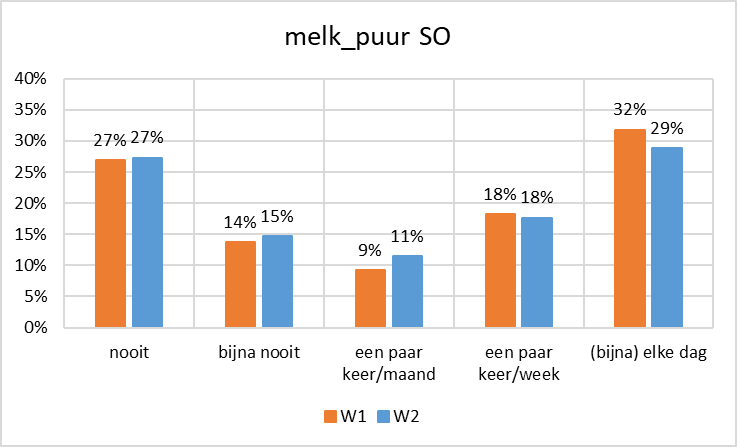 melk_puur SO
40%
35%
30%
25%
20%
15%
10%
5%
0%
27%
27%
14%
15%
9%
11%
18%
18%
32%
29%
nooit
bijna nooit
een paar
keer/maand
een paar
keer/week
(bijna) elke dag
W1
W2